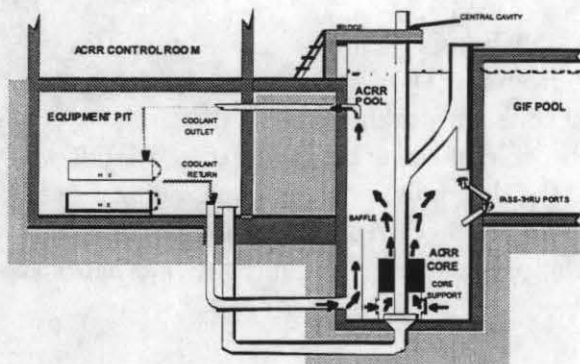 CENTRAL CAVITY
BRIDGE
ACRR CONTROL ROOM
ACRR
POOL
EQUIPMENT PIT
GIF POOL
COOLANT
OUTLET
COOLANT
RETURN
H X
H X
PASS-THRU PORTS
BAFFLE
ACRR
CORE
CORE
SUPPORT